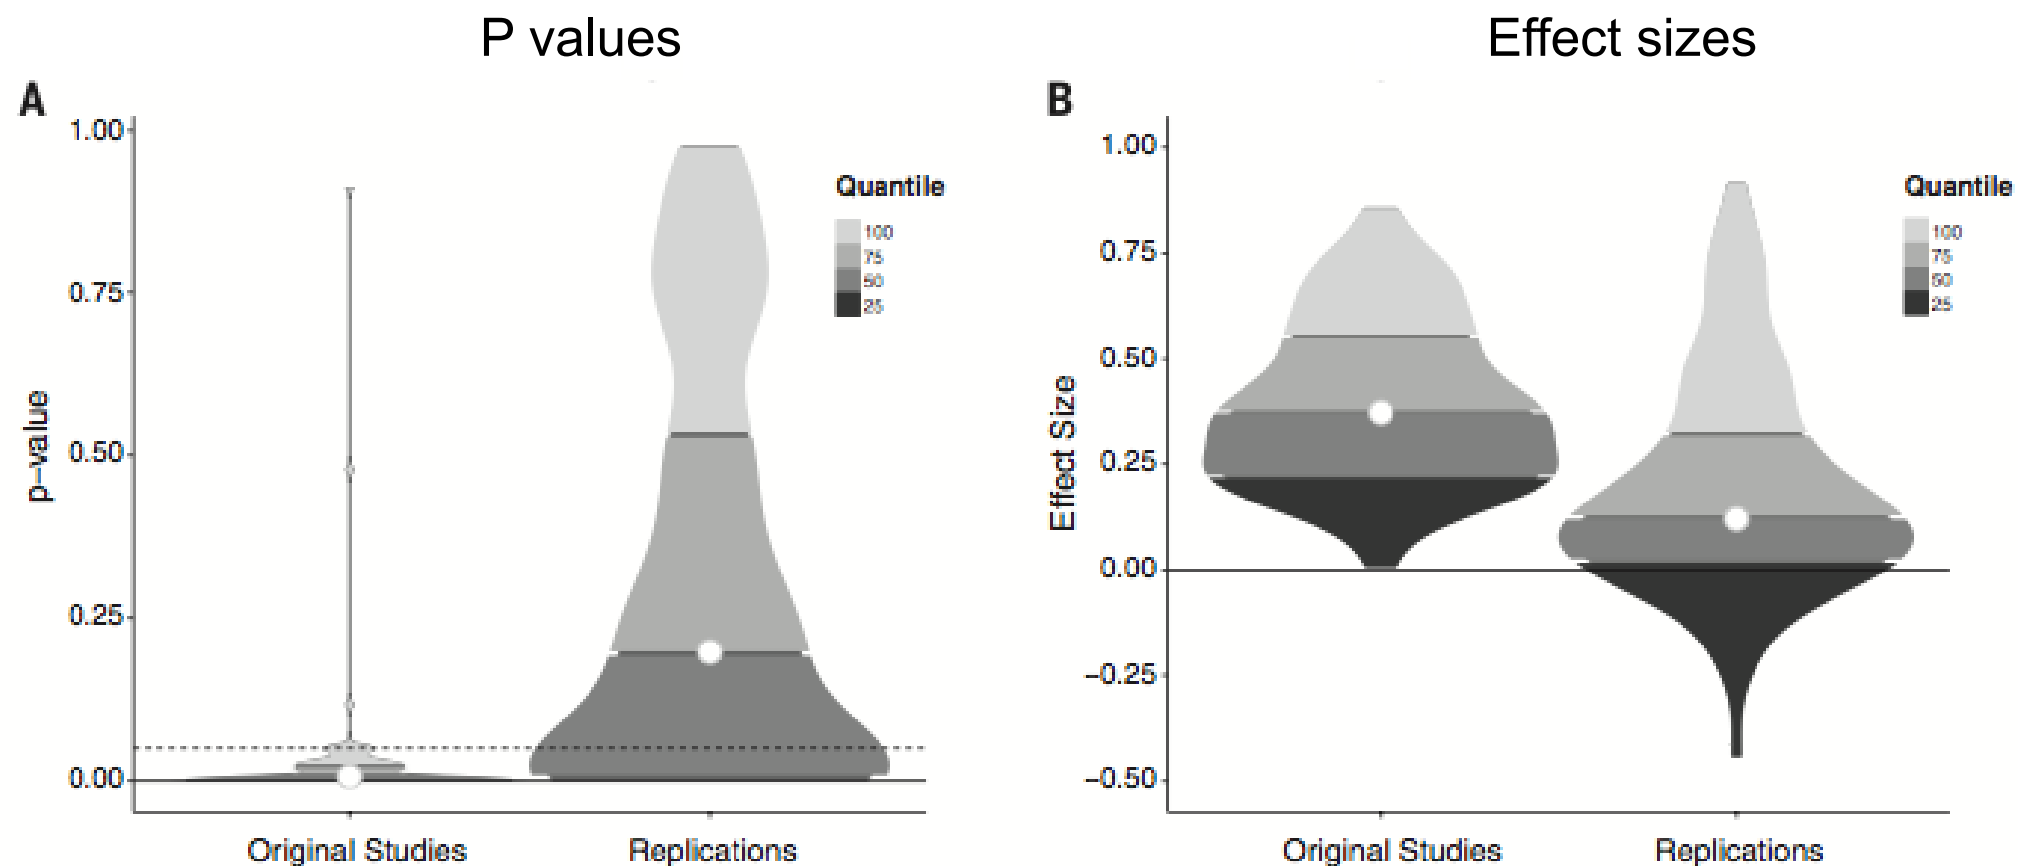 P values
Effect sizes
A
1.00
0.75
0.50
0.25
0.00
p-value
Original Studies
Replications
Quantile
100
75
50
25
B
1.00
0.75
0.50
0.25
0.00
−0.25
−0.50
Effect Size
Original Studies
Replications
Quantile
100
75
50
25